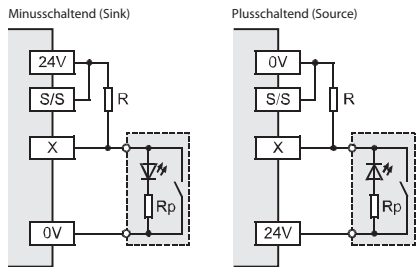 Minusschaltend (Sink)
24V
S/S
R
X
Rp
0V
Plusschaltend (Source)
0V
S/S
R
X
Rp
24V